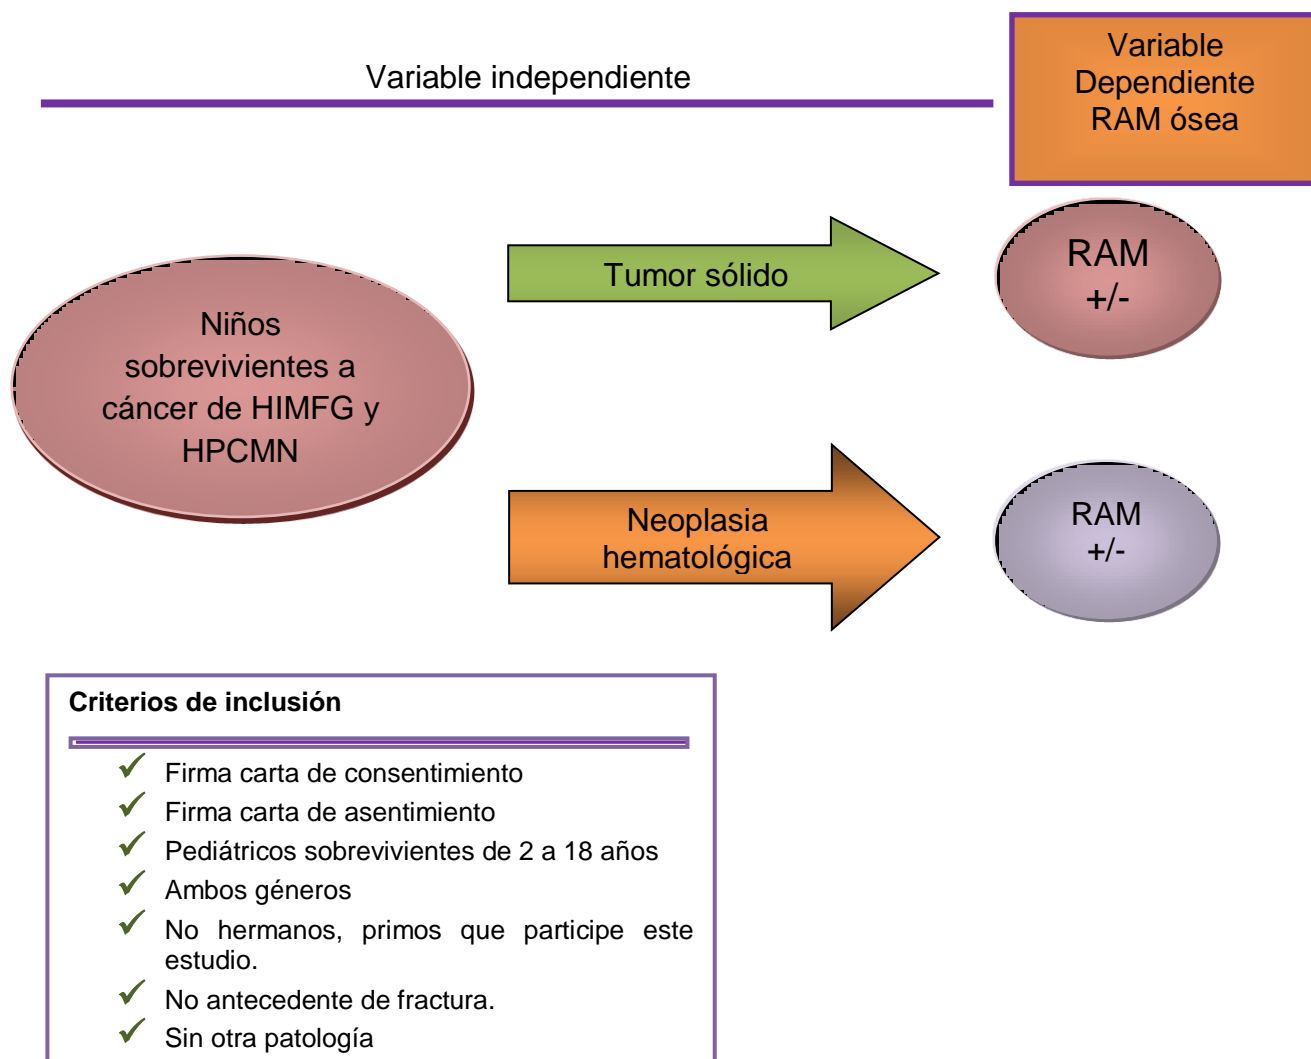 Variable independiente
Variable
Dependiente
RAM ósea
Tumor sólido
RAM
+/-
Niños
sobrevivientes a
cáncer de HIMFG y
HPCMN
Neoplasia
hematológica
RAM
+/-
Criterios de inclusión
Firma carta de consentimiento
Firma carta de asentimiento
Pediátricos sobrevivientes de 2 a 18 años
Ambos géneros
No hermanos, primos que participe este
estudio.
No antecedente de fractura.
Sin otra patología